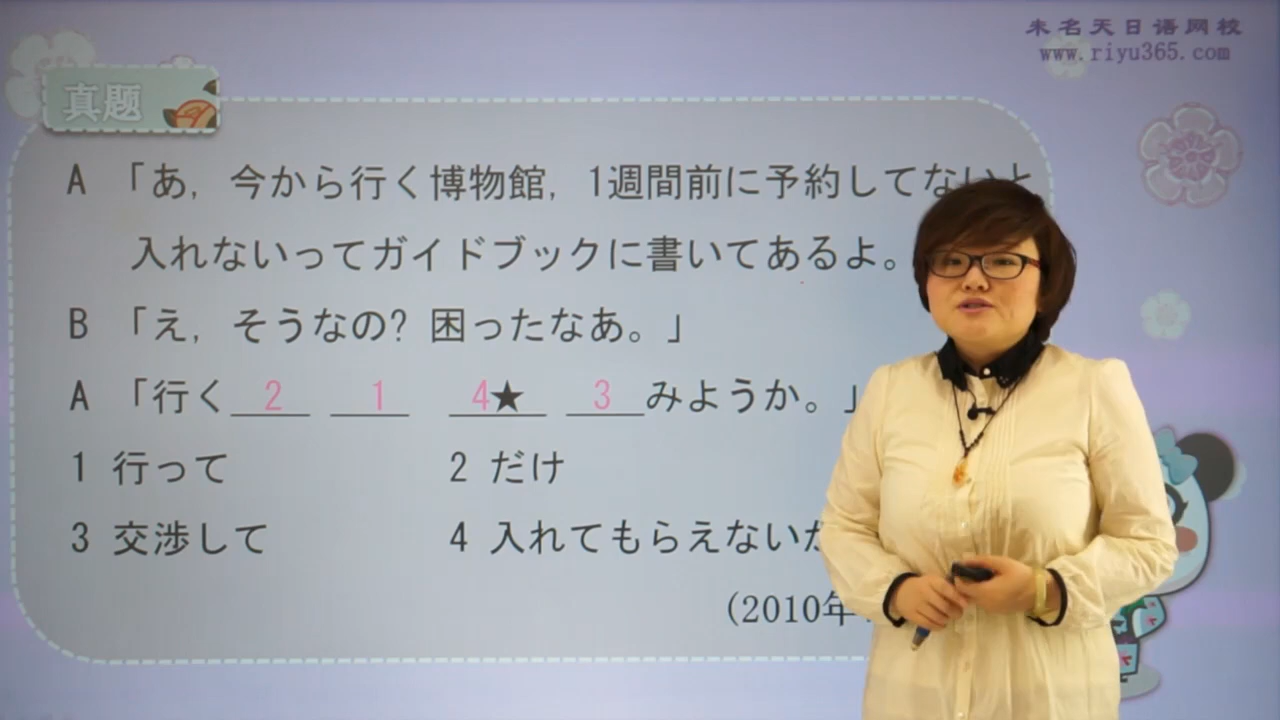 未名天日语网校
www.riyu365.com
真题
A 「あ, 今から行く博物館, 1週間前に予約してないと
入れないってガイドブックに書いてあるよ。
B 「え, そうなの? 困ったなあ。」
A 「行く 2 1 4★ 3 みようか。」
1 行って 2 だけ
3 交渉して 4 入れてもらえないか
(2010年